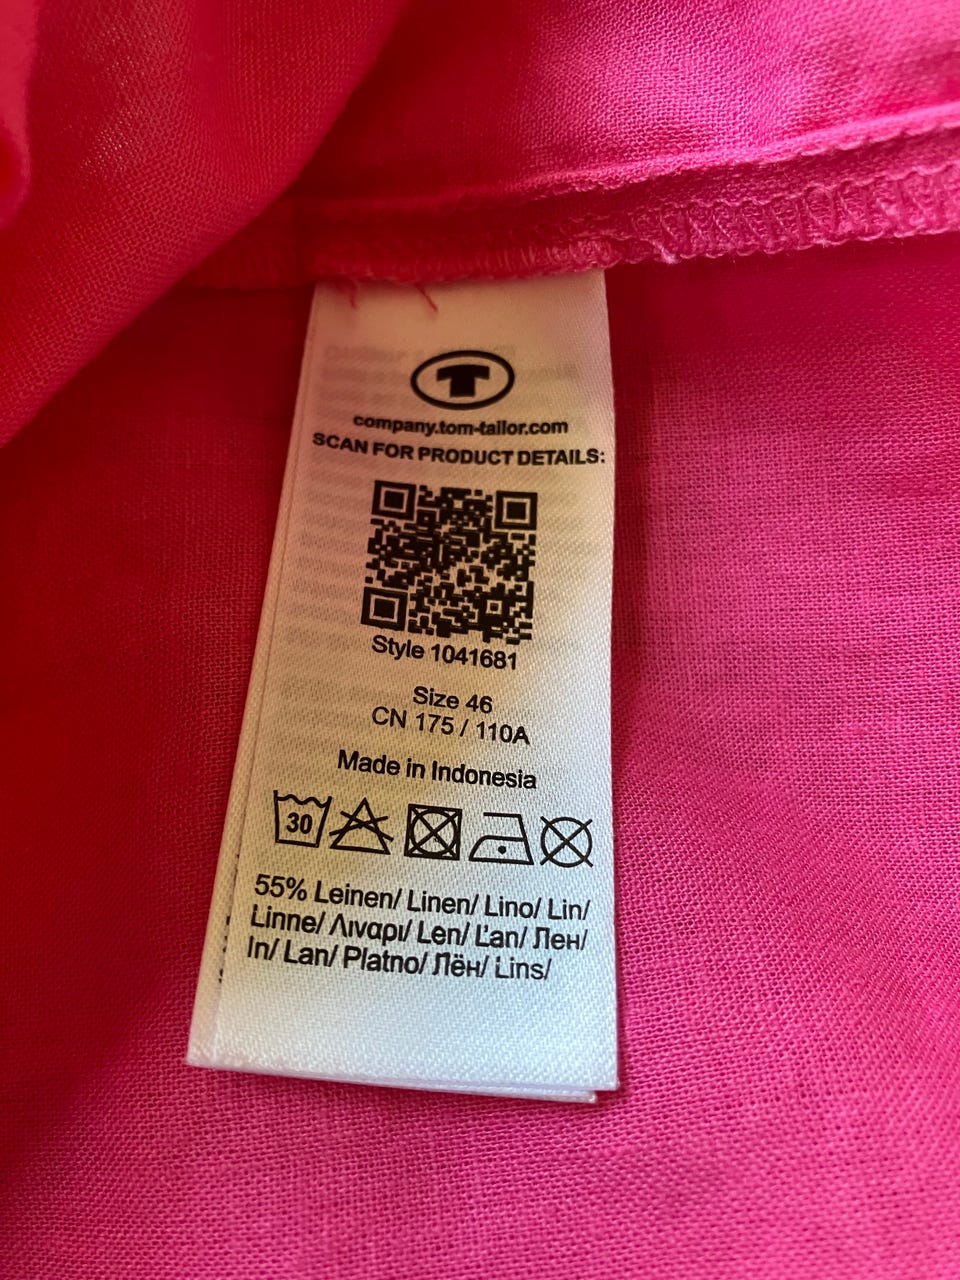 company.tom-tailor.com
SCAN FOR PRODUCT DETAILS:
Style 1041681
Size 46
CN 175 / 110A
Made in Indonesia
30
55% Leinen/ Linen/ Lino/ Lin/
Linne/ Λιναρι/ Len/ Ľan/ Лен/
In/ Lan/ Platno/ Лён/ Lins/